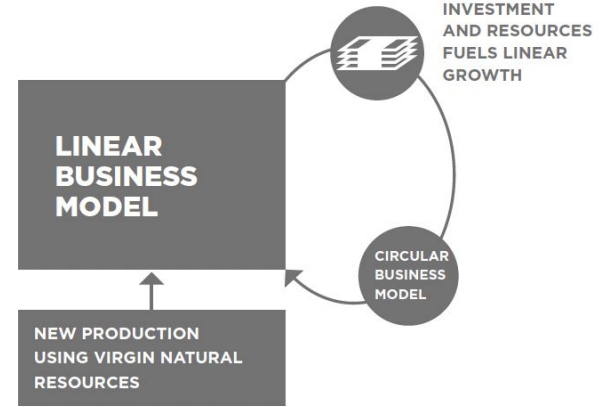 INVESTMENT
AND RESOURCES
FUELS LINEAR
GROWTH
LINEAR
BUSINESS
MODEL
CIRCULAR
BUSINESS
MODEL
NEW PRODUCTION
USING VIRGIN NATURAL
RESOURCES